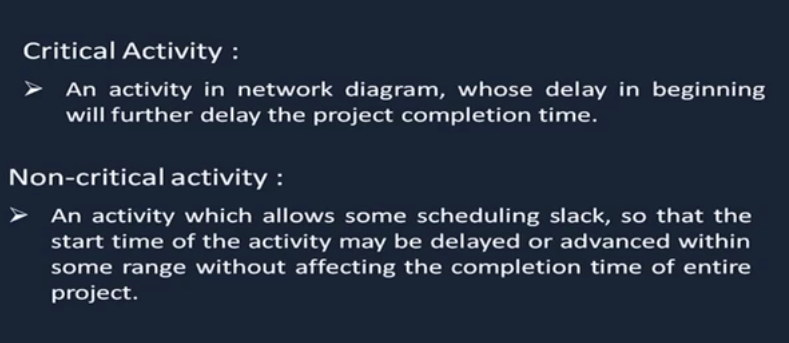 Critical Activity :
➢ An activity in network diagram, whose delay in beginning
will further delay the project completion time.
Non-critical activity :
➢ An activity which allows some scheduling slack, so that the
start time of the activity may be delayed or advanced within
some range without affecting the completion time of entire
project.